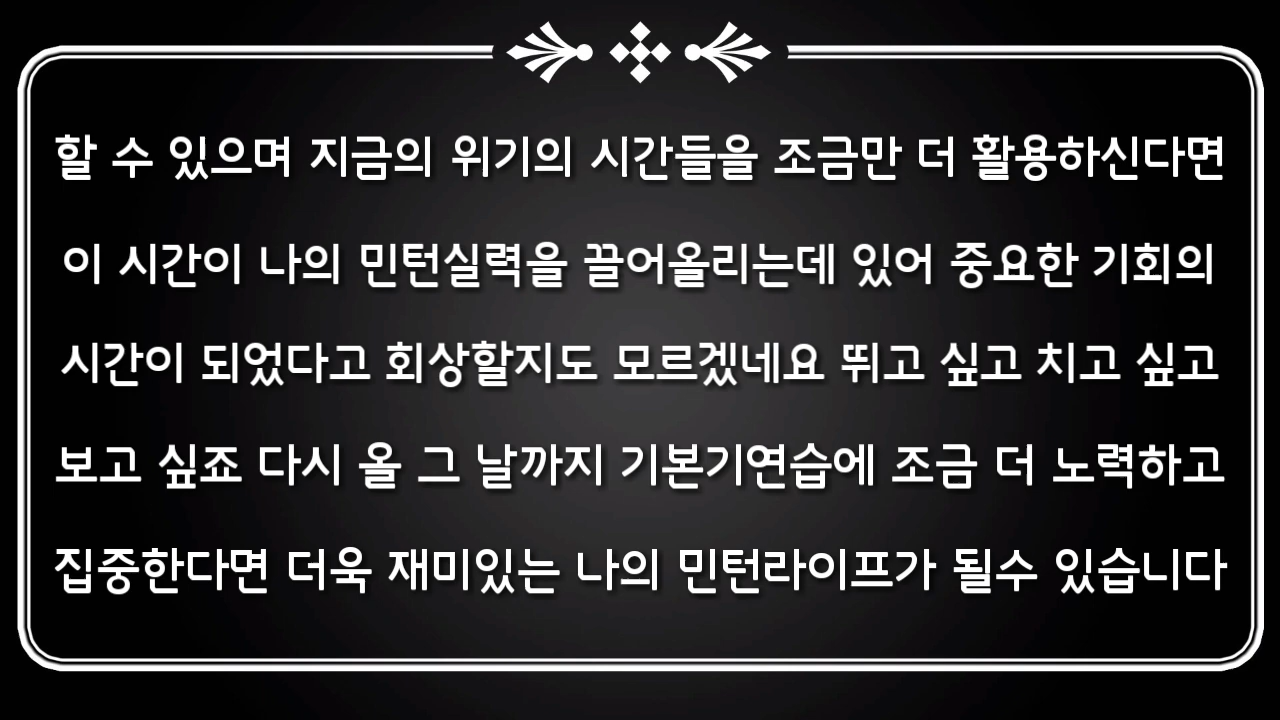 할 수 있으며 지금의 위기의 시간들을 조금만 더 활용하신다면
이 시간이 나의 민턴실력을 끌어올리는데 있어 중요한 기회의
시간이 되었다고 회상할지도 모르겠네요 뛰고 싶고 치고 싶고
보고 싶죠 다시 올 그 날까지 기본기연습에 조금 더 노력하고
집중한다면 더욱 재미있는 나의 민턴라이프가 될수 있습니다